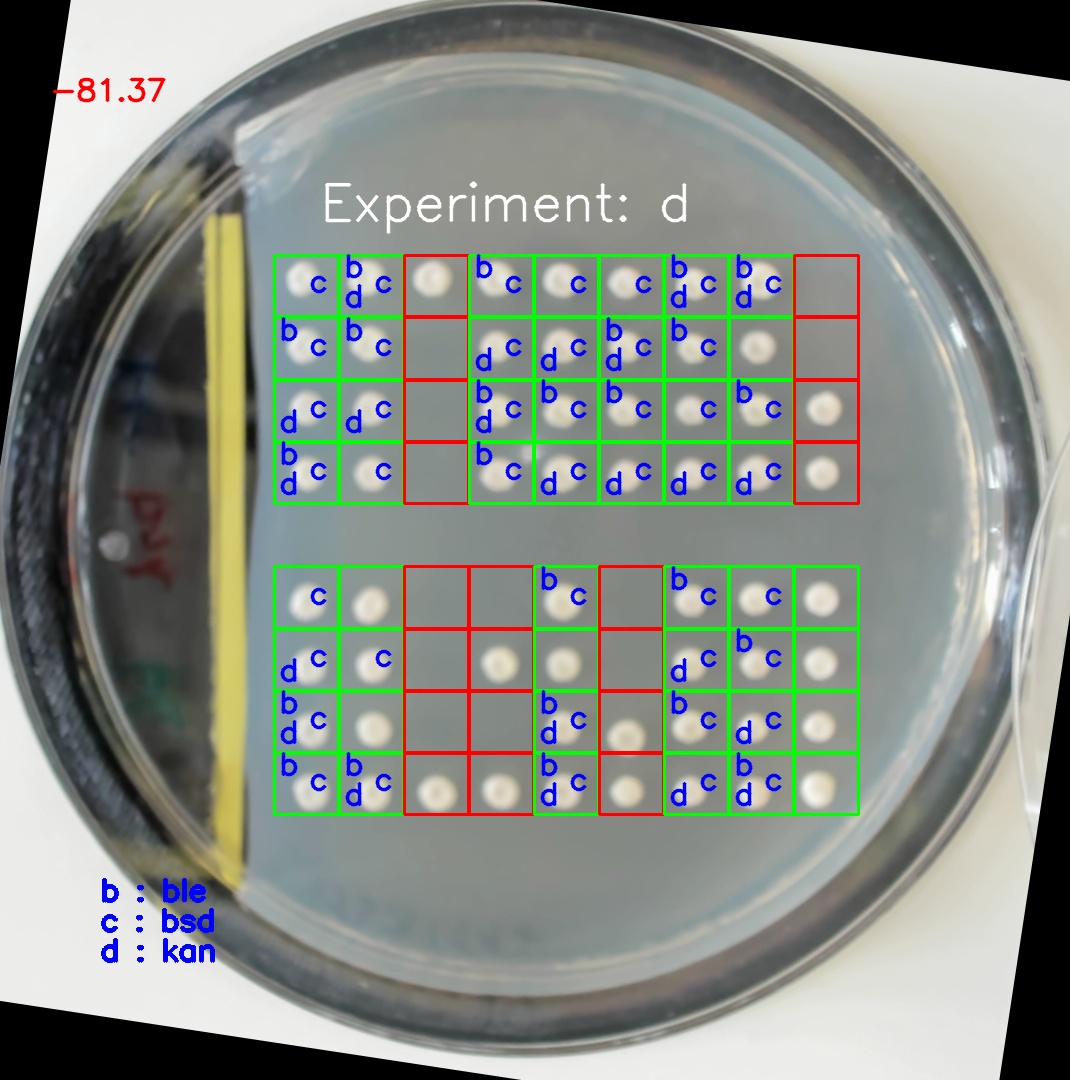 -81.37
Experiment: d
c b c d b c c c b c d b c d
b c b c d c d c b c d b c
d c d c b c d b c b c c b c
b c d c b c d c d c d c d c
c b c b c c
d c c d c b c
b c d b c d b c d c
b c b c d b c d d c b c d
b : ble
c : bsd
d : kan